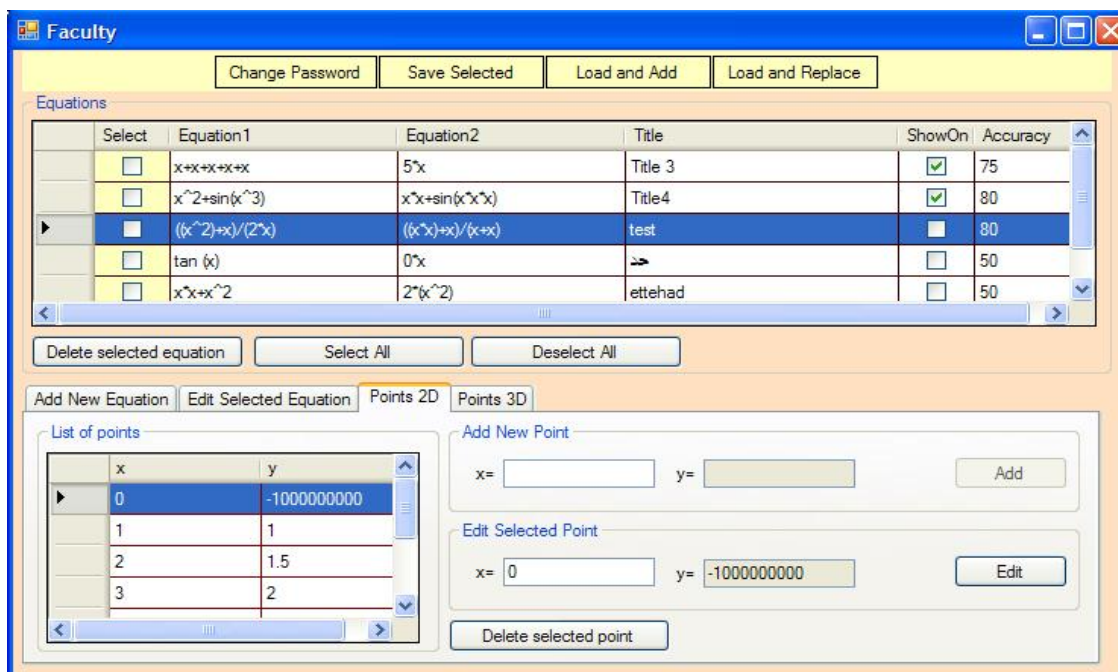 Faculty
Change Password Save Selected Load and Add Load and Replace
Equations
Select Equation1 Equation2 Title ShowOn Accuracy
x+x+x+x+x 5*x Title 3 75
x^2+sin(x^3) x*x+sin(x*x*x) Title4 80
((x^2)+x)/(2*x) ((x*x)+x)/(x+x) test 80
tan (x) 0*x حد 50
x*x+x^2 2*(x^2) ettehad 50
Delete selected equation Select All Deselect All
Add New Equation Edit Selected Equation Points 2D Points 3D
List of points
x y
0 -1000000000
1 1
2 1.5
3 2
Add New Point
x= y= Add
Edit Selected Point
x= 0 y= -1000000000 Edit
Delete selected point